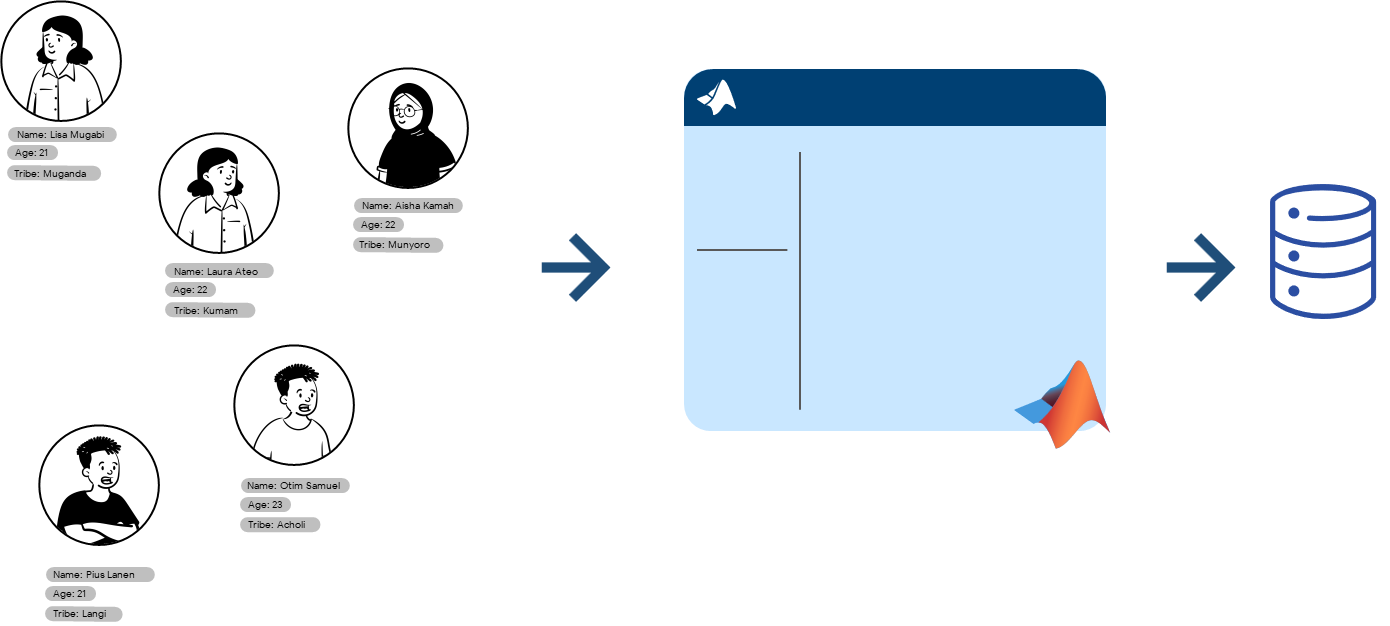 Name: Lisa Mugabi
Age: 21
Tribe: Muganda
Name: Aisha Kamah
Age: 22
Tribe: Munyoro
Name: Laura Ateo
Age: 22
Tribe: Kumam
Name: Otim Samuel
Age: 23
Tribe: Acholi
Name: Pius Lanen
Age: 21
Tribe: Langi